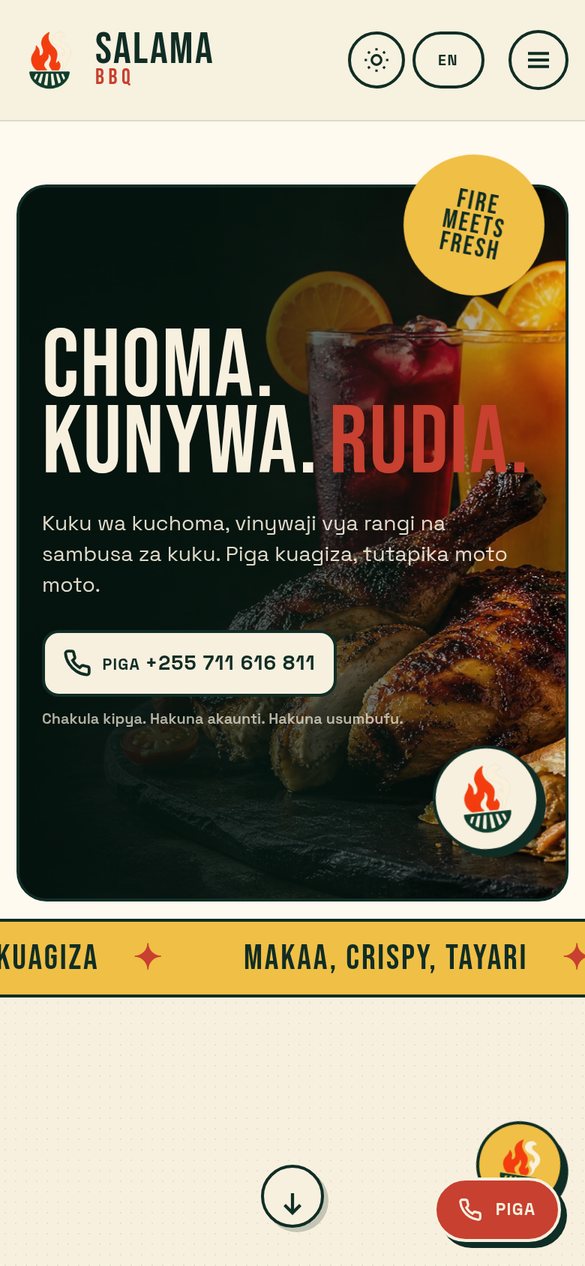 SALAMA
BBQ
EN
FIRE
MEETS
FRESH
CHOMA.
KUNYWA. RUDIA.
Kuku wa kuchoma, vinywaji vya rangi na
sambusa za kuku. Piga kuagiza, tutapika moto
moto.
PIGA +255 711 616 811
Chakula kipya. Hakuna akaunti. Hakuna usumbufu.
KUAGIZA ✦ MAKAA, CRISPY, TAYARI ✦
PIGA